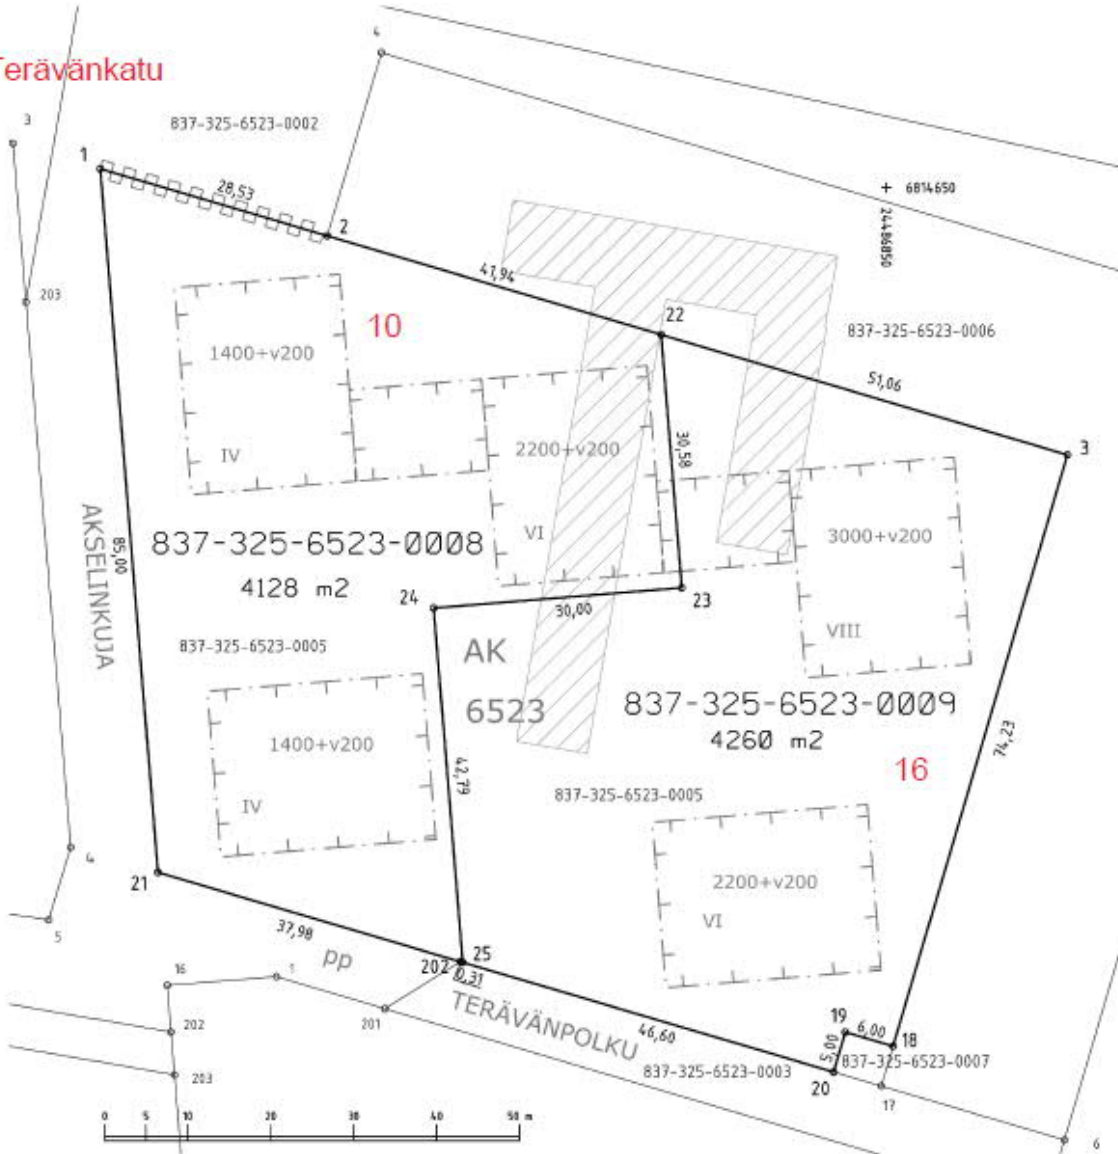 4
Terävänkatu
837-325-6523-0002
3
1
28,53
6814650
24486850
2
203
47,94
22
10
837-325-6523-0006
1400+v200
51,06
30,58
3
2200+v200
IV
AKSELINKUJA
85,00
837-325-6523-0008
VI
3000+v200
4128 m2
24
30,00
23
837-325-6523-0005
AK
VIII
6523
837-325-6523-0009
4260 m2
1400+v200
42,79
74,23
16
IV
837-325-6523-0005
4
21
2200+v200
5
37,98
VI
pp
202
25
16
1
0,31
201
TERÄVÄNPOLKU
46,60
19
6,00
18
202
5,00
837-325-6523-0007
203
837-325-6523-0003
20
17
0 5 10 20 30 40 50 m
6